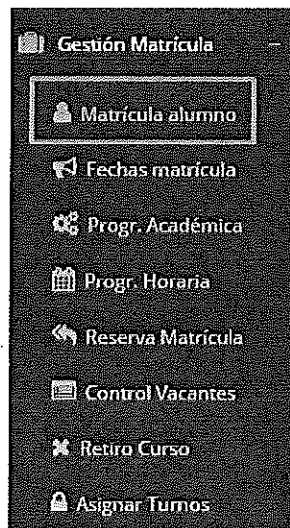 Gestión Matrícula –
Matrícula alumno
Fechas matrícula
Progr. Académica
Progr. Horaria
Reserva Matrícula
Control Vacantes
Retiro Curso
Asignar Turnos